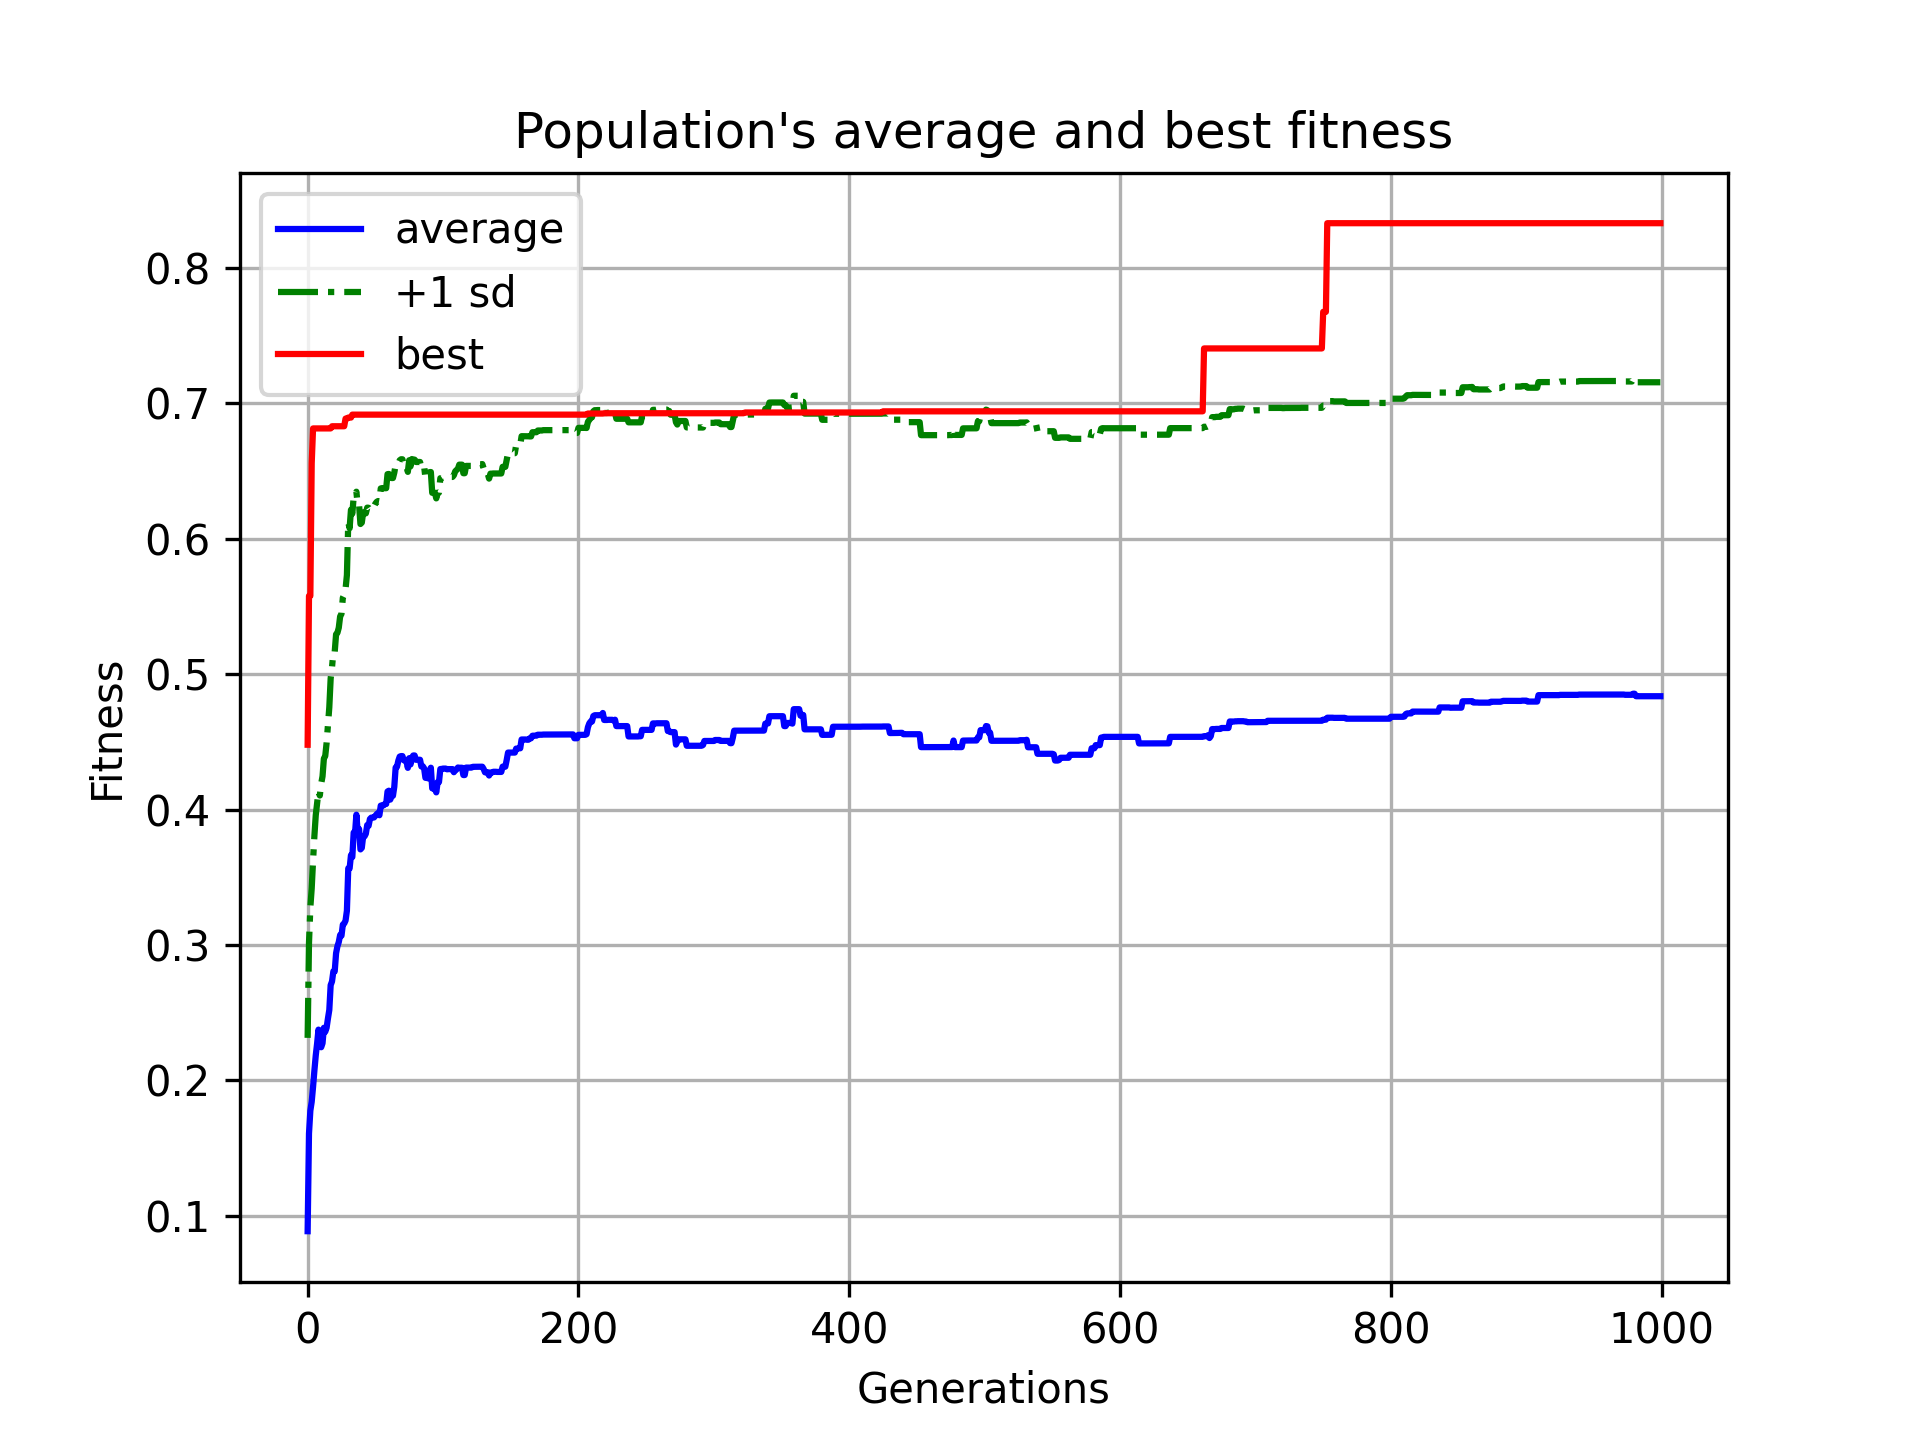 Population's average and best fitness
average
+1 sd
best
Fitness
0.8
0.7
0.6
0.5
0.4
0.3
0.2
0.1
0 200 400 600 800 1000
Generations